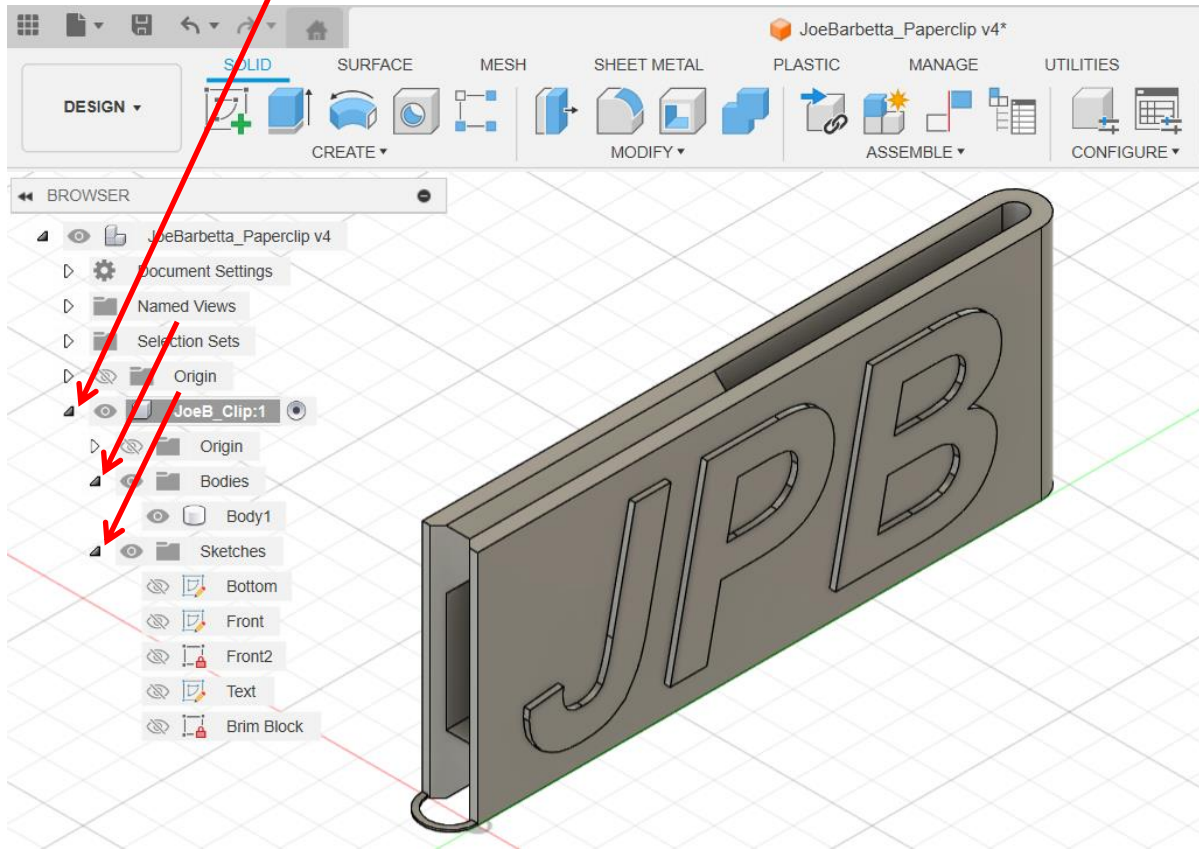 JoeBarbetta_Paperclip v4*
SOLID SURFACE MESH SHEET METAL PLASTIC MANAGE UTILITIES
DESIGN
CREATE MODIFY ASSEMBLE CONFIGURE
BROWSER
JoeBarbetta_Paperclip v4
Document Settings
Named Views
Selection Sets
Origin
JoeB_Clip:1
Origin
Bodies
Body1
Sketches
Bottom
Front
Front2
Text
Brim Block
JPB